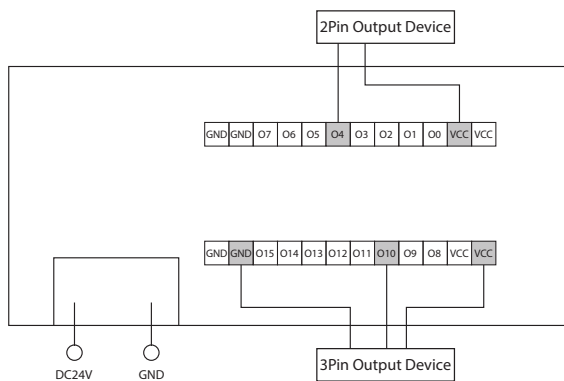 2Pin Output Device
GND GND O7 O6 O5 O4 O3 O2 O1 O0 VCC VCC
GND GND O15 O14 O13 O12 O11 O10 O9 O8 VCC VCC
DC24V GND
3Pin Output Device